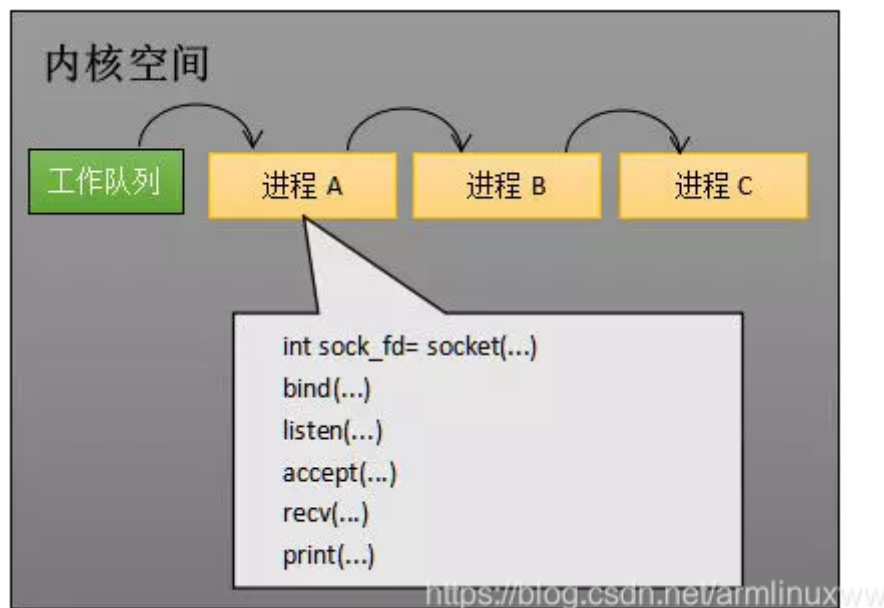 内核空间
工作队列
进程 A
进程 B
进程 C
int sock_fd= socket(...)
bind(...)
listen(...)
accept(...)
recv(...)
print(...)
https://blog.csdn.net/armlinuxww